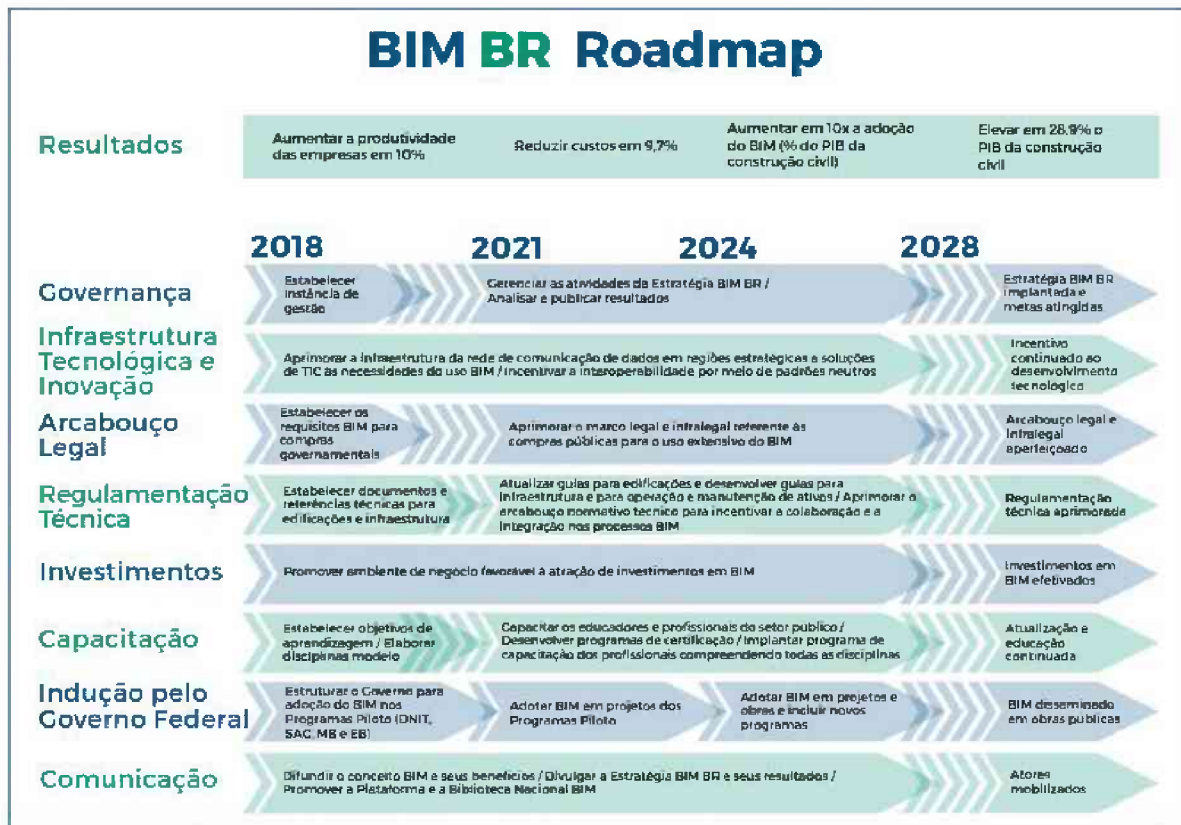 BIM BR Roadmap
Resultados
Aumentar a produtividade
das empresas em 10%
Reduzir custos em 9,7%
Aumentar em 10x a adoção
do BIM (% do PIB da
construção civil)
Elevar em 28,9% o
PIB da construção
civil
2018
2021
2024
2028
Governança
Estabelecer
instância de
gestão
Gerenciar as atividades da Estratégia BIM BR /
Analisar e publicar resultados
Estratégia BIM BR
implantada e
metas atingidas
Infraestrutura
Tecnológica e
Inovação
Aprimorar a infraestrutura da rede de comunicação de dados em regiões estratégicas e soluções
de TIC às necessidades do uso BIM / Incentivar a interoperabilidade por meio de padrões neutros
Incentivo
continuado ao
desenvolvimento
tecnológico
Arcabouço
Legal
Estabelecer os
requisitos BIM para
compras
governamentais
Aprimorar o marco legal e infralegal referente às
compras públicas para o uso extensivo do BIM
Arcabouço legal e
infralegal
aperfeiçoado
Regulamentação
Técnica
Estabelecer documentos e
referências técnicas para
edificações e infraestrutura
Atualizar guias para edificações e desenvolver guias para
infraestrutura e para operação e manutenção de ativos / Aprimorar o
arcabouço normativo técnico para incentivar a colaboração e a
integração nos processos BIM
Regulamentação
técnica aprimorada
Investimentos
Promover ambiente de negócio favorável à atração de investimentos em BIM
Investimentos em
BIM efetivados
Capacitação
Estabelecer objetivos de
aprendizagem / Elaborar
disciplinas modelo
Capacitar os educadores e profissionais do setor público /
Desenvolver programas de certificação / Implantar programa de
capacitação dos profissionais compreendendo todas as disciplinas
Atualização e
educação
continuada
Indução pelo
Governo Federal
Estruturar o Governo para
adoção do BIM nos
Programas Piloto (DNIT,
SAC, MB e EB)
Adotar BIM em projetos dos
Programas Piloto
Adotar BIM em projetos e
obras e incluir novos
programas
BIM disseminado
em obras públicas
Comunicação
Difundir o conceito BIM e seus benefícios / Divulgar a Estratégia BIM BR e seus resultados /
Promover a Plataforma e a Biblioteca Nacional BIM
Atores
mobilizados